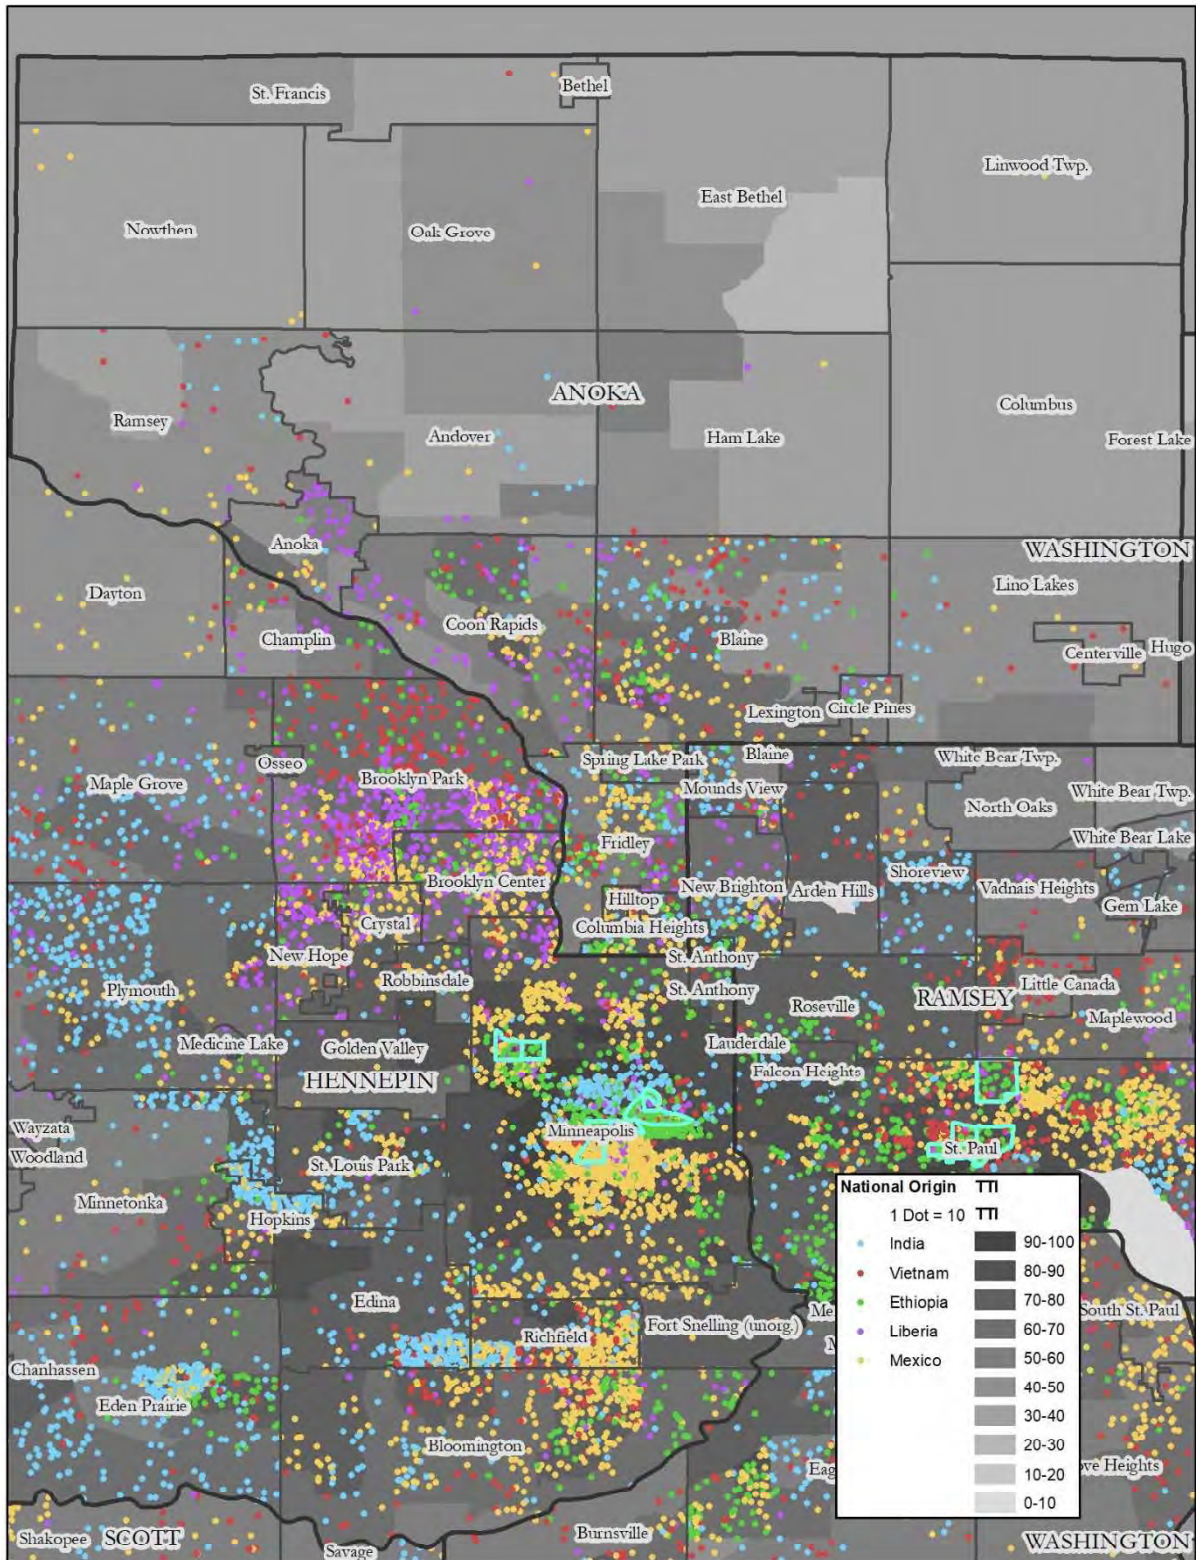 St. Francis
Bethel
Linwood Twp.
East Bethel
Nowthen
Oak Grove
ANOKA
Columbus
Ramsey
Andover
Ham Lake
Forest Lake
Anoka
WASHINGTON
Dayton
Lino Lakes
Coon Rapids
Champlin
Blaine
Centerville
Hugo
Lexington
Circle Pines
Osseo
Spring Lake Park
Blaine
White Bear Twp.
Maple Grove
Brooklyn Park
Mounds View
North Oaks
White Bear Twp.
Fridley
White Bear Lake
Brooklyn Center
New Brighton
Arden Hills
Shoreview
Vadnais Heights
Hilltop
Gem Lake
Crystal
Columbia Heights
New Hope
St. Anthony
Robbinsdale
Plymouth
St. Anthony
Roseville
RAMSEY
Little Canada
Maplewood
Medicine Lake
Golden Valley
Lauderdale
Falcon Heights
HENNEPIN
Wayzata
Minneapolis
Woodland
St. Louis Park
St. Paul
Minnetonka
Hopkins
National Origin TTI
1 Dot = 10 TTI
India 90-100
Vietnam 80-90
Ethiopia 70-80
Liberia 60-70
Mexico 50-60
40-50
30-40
20-30
10-20
0-10
Edina
South St. Paul
Me
Richfield
Fort Snelling (unorg.)
M
Chanhassen
Eden Prairie
Bloomington
Eag
ove Heights
Shakopee
SCOTT
Burnsville
Savage
WASHINGTON